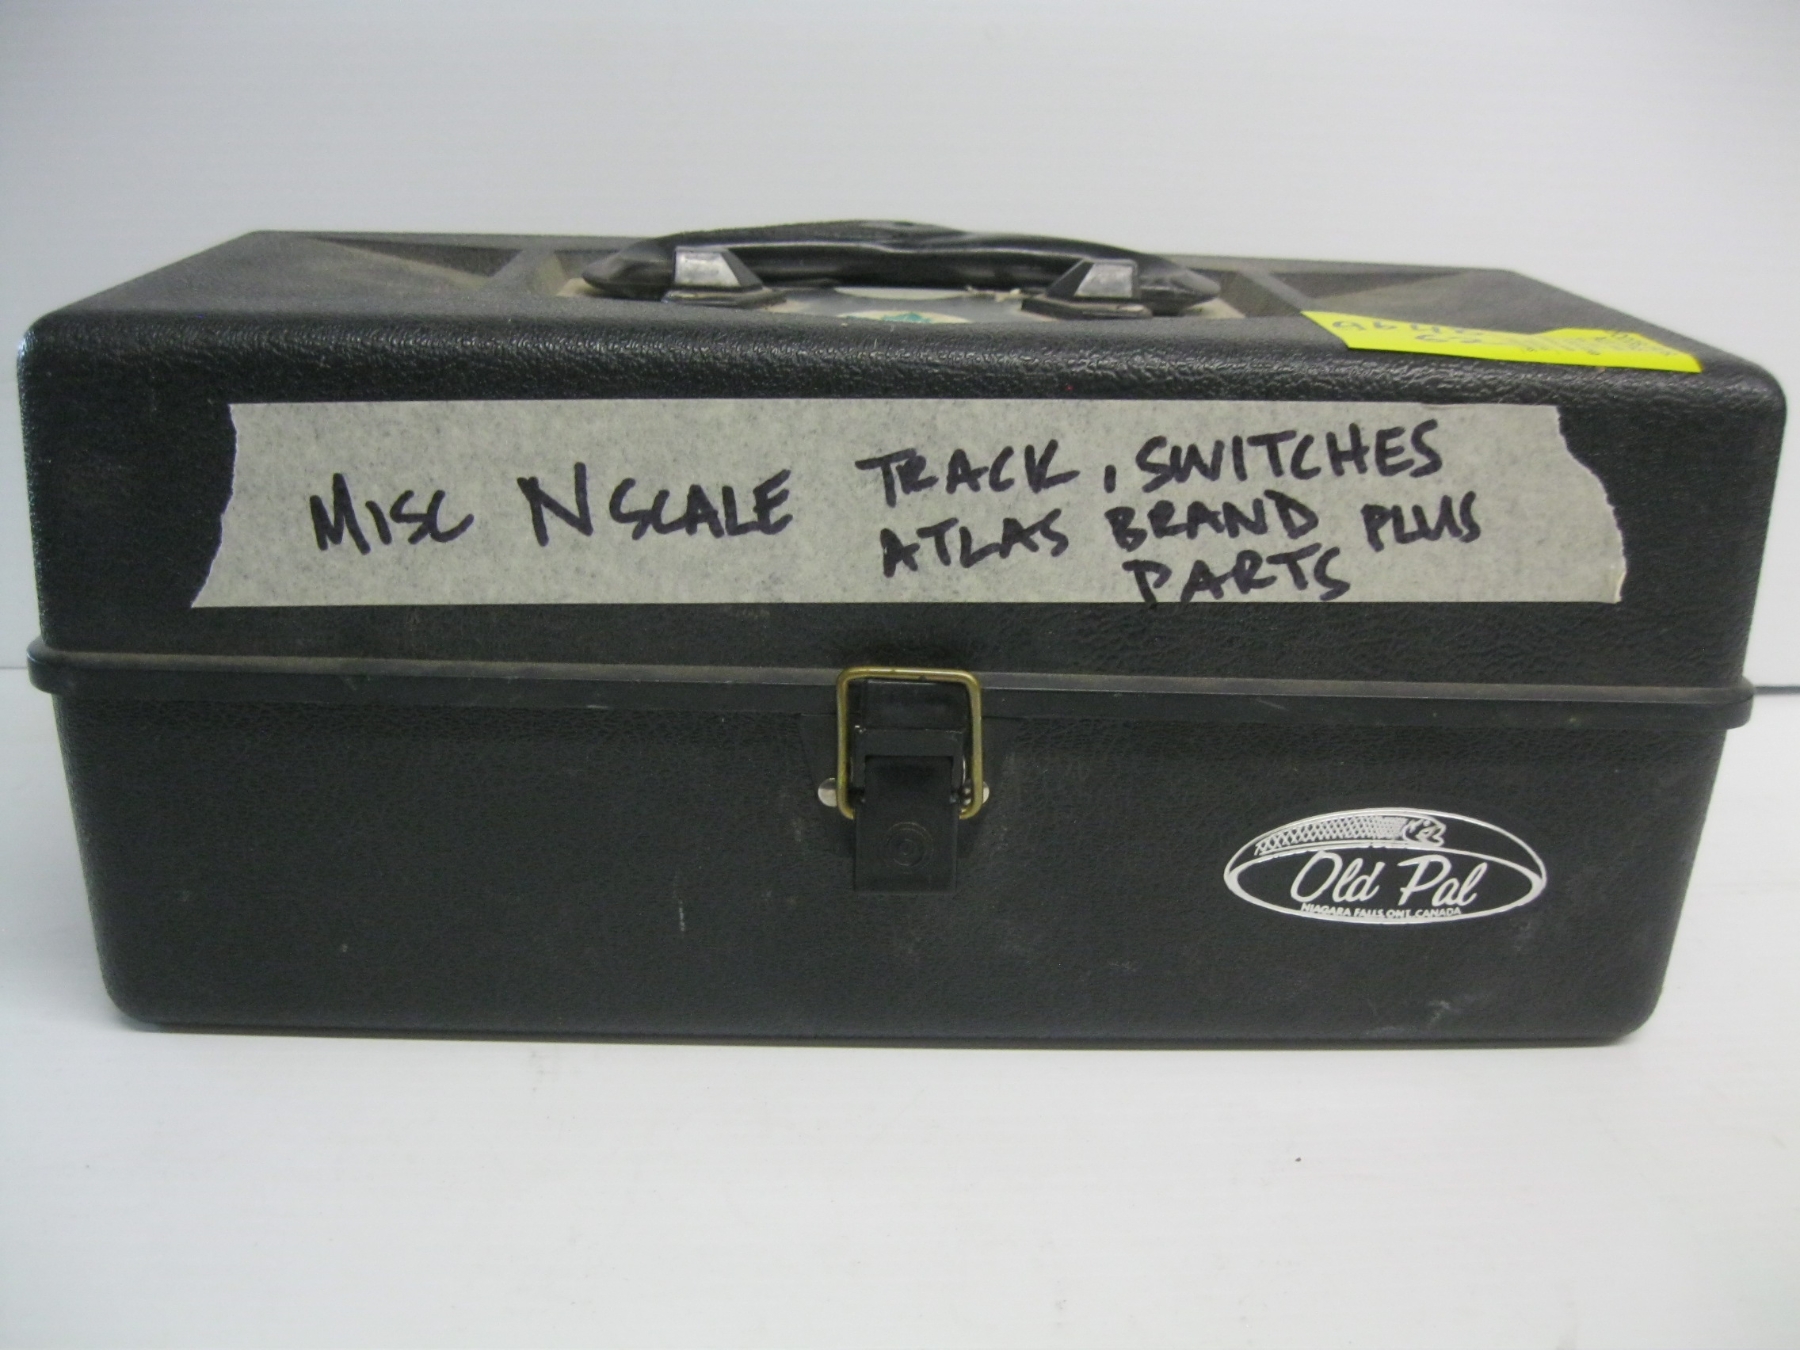 MISC N SCALE TRACK, SWITCHES
ATLAS BRAND PLUS
PARTS
Old Pal
NIAGARA FALLS, ONT. CANADA